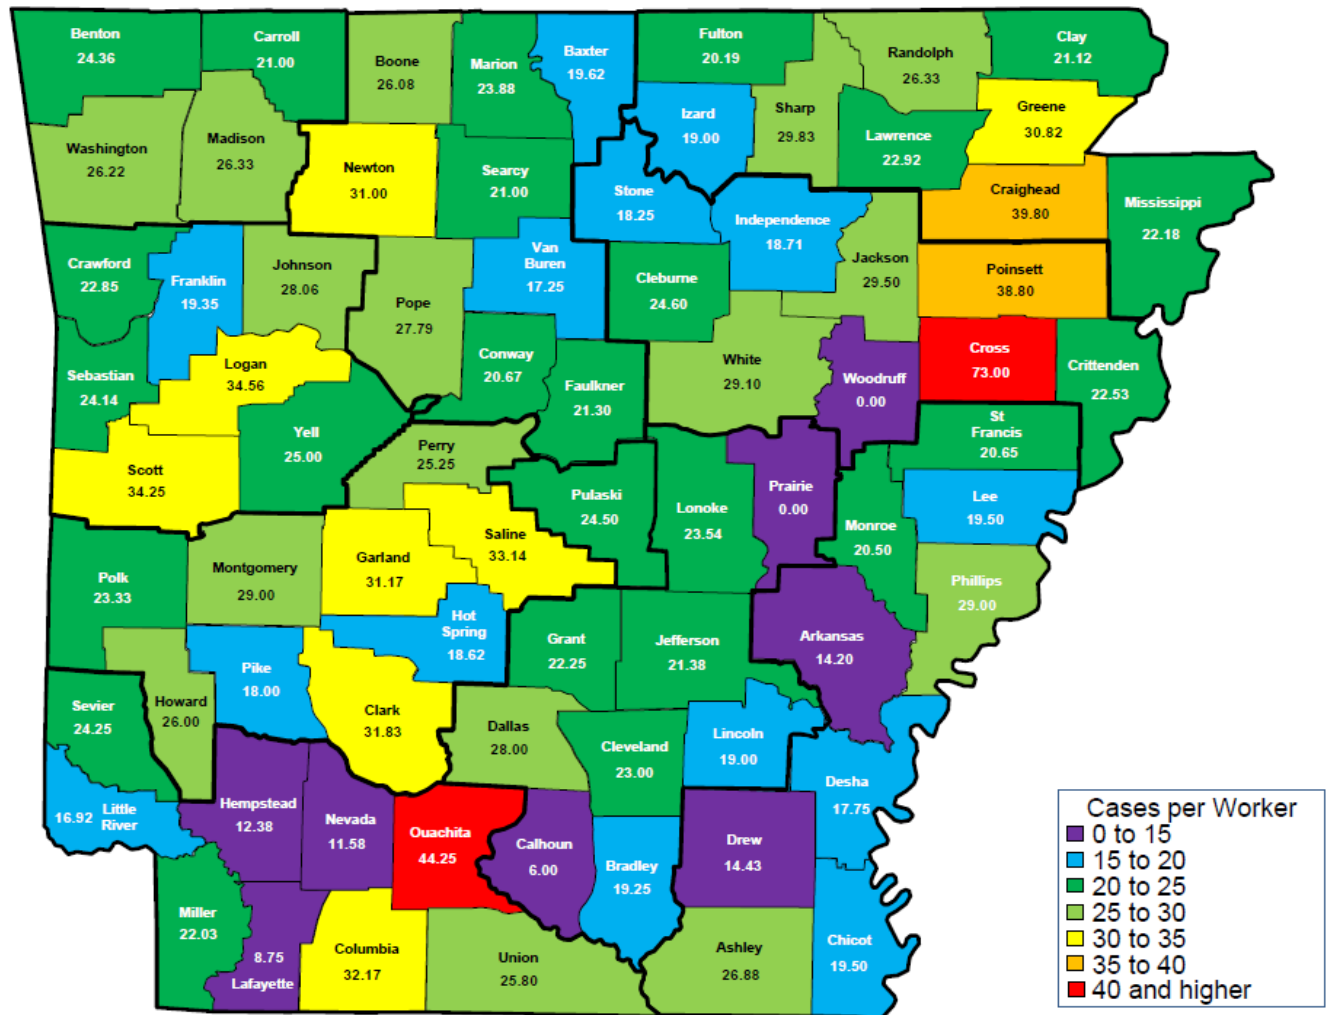 Benton
24.36
Carroll
21.00
Boone
26.08
Marion
23.88
Baxter
19.62
Fulton
20.19
Randolph
26.33
Clay
21.12
Izard
19.00
Sharp
29.83
Greene
30.82
Lawrence
22.92
Washington
26.22
Madison
26.33
Newton
31.00
Searcy
21.00
Stone
18.25
Independence
18.71
Craighead
39.80
Mississippi
22.18
Crawford
22.85
Franklin
19.35
Johnson
28.06
Pope
27.79
Van
Buren
17.25
Cleburne
24.60
Jackson
29.50
Poinsett
38.80
Sebastian
24.14
Logan
34.56
Conway
20.67
Faulkner
21.30
White
29.10
Woodruff
0.00
Cross
73.00
Crittenden
22.53
Scott
34.25
Yell
25.00
Perry
25.25
Pulaski
24.50
Lonoke
23.54
Prairie
0.00
Monroe
20.50
St
Francis
20.65
Lee
19.50
Polk
23.33
Montgomery
29.00
Garland
31.17
Saline
33.14
Phillips
29.00
Hot
Spring
18.62
Grant
22.25
Jefferson
21.38
Arkansas
14.20
Sevier
24.25
Howard
26.00
Pike
18.00
Clark
31.83
Dallas
28.00
Cleveland
23.00
Lincoln
19.00
Desha
17.75
16.92
Little
River
Hempstead
12.38
Nevada
11.58
Ouachita
44.25
Calhoun
6.00
Bradley
19.25
Drew
14.43
Miller
22.03
8.75
Lafayette
Columbia
32.17
Union
25.80
Ashley
26.88
Chicot
19.50
Cases per Worker
0 to 15
15 to 20
20 to 25
25 to 30
30 to 35
35 to 40
40 and higher